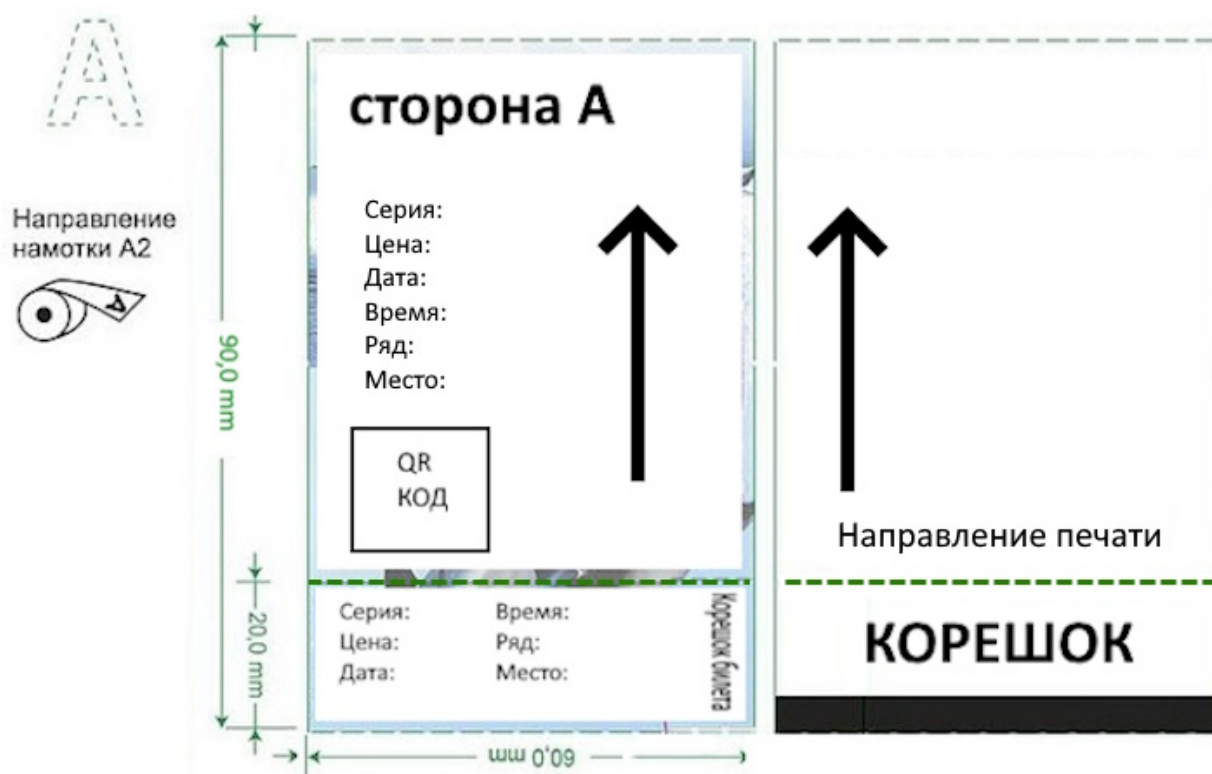 A
Направление
намотки А2
A
90,0 mm
20,0 mm
60,0 mm
сторона А
Серия:
Цена:
Дата:
Время:
Ряд:
Место:
QR
КОД
Серия:
Цена:
Дата:
Время:
Ряд:
Место:
Корешок билета
Направление печати
КОРЕШОК